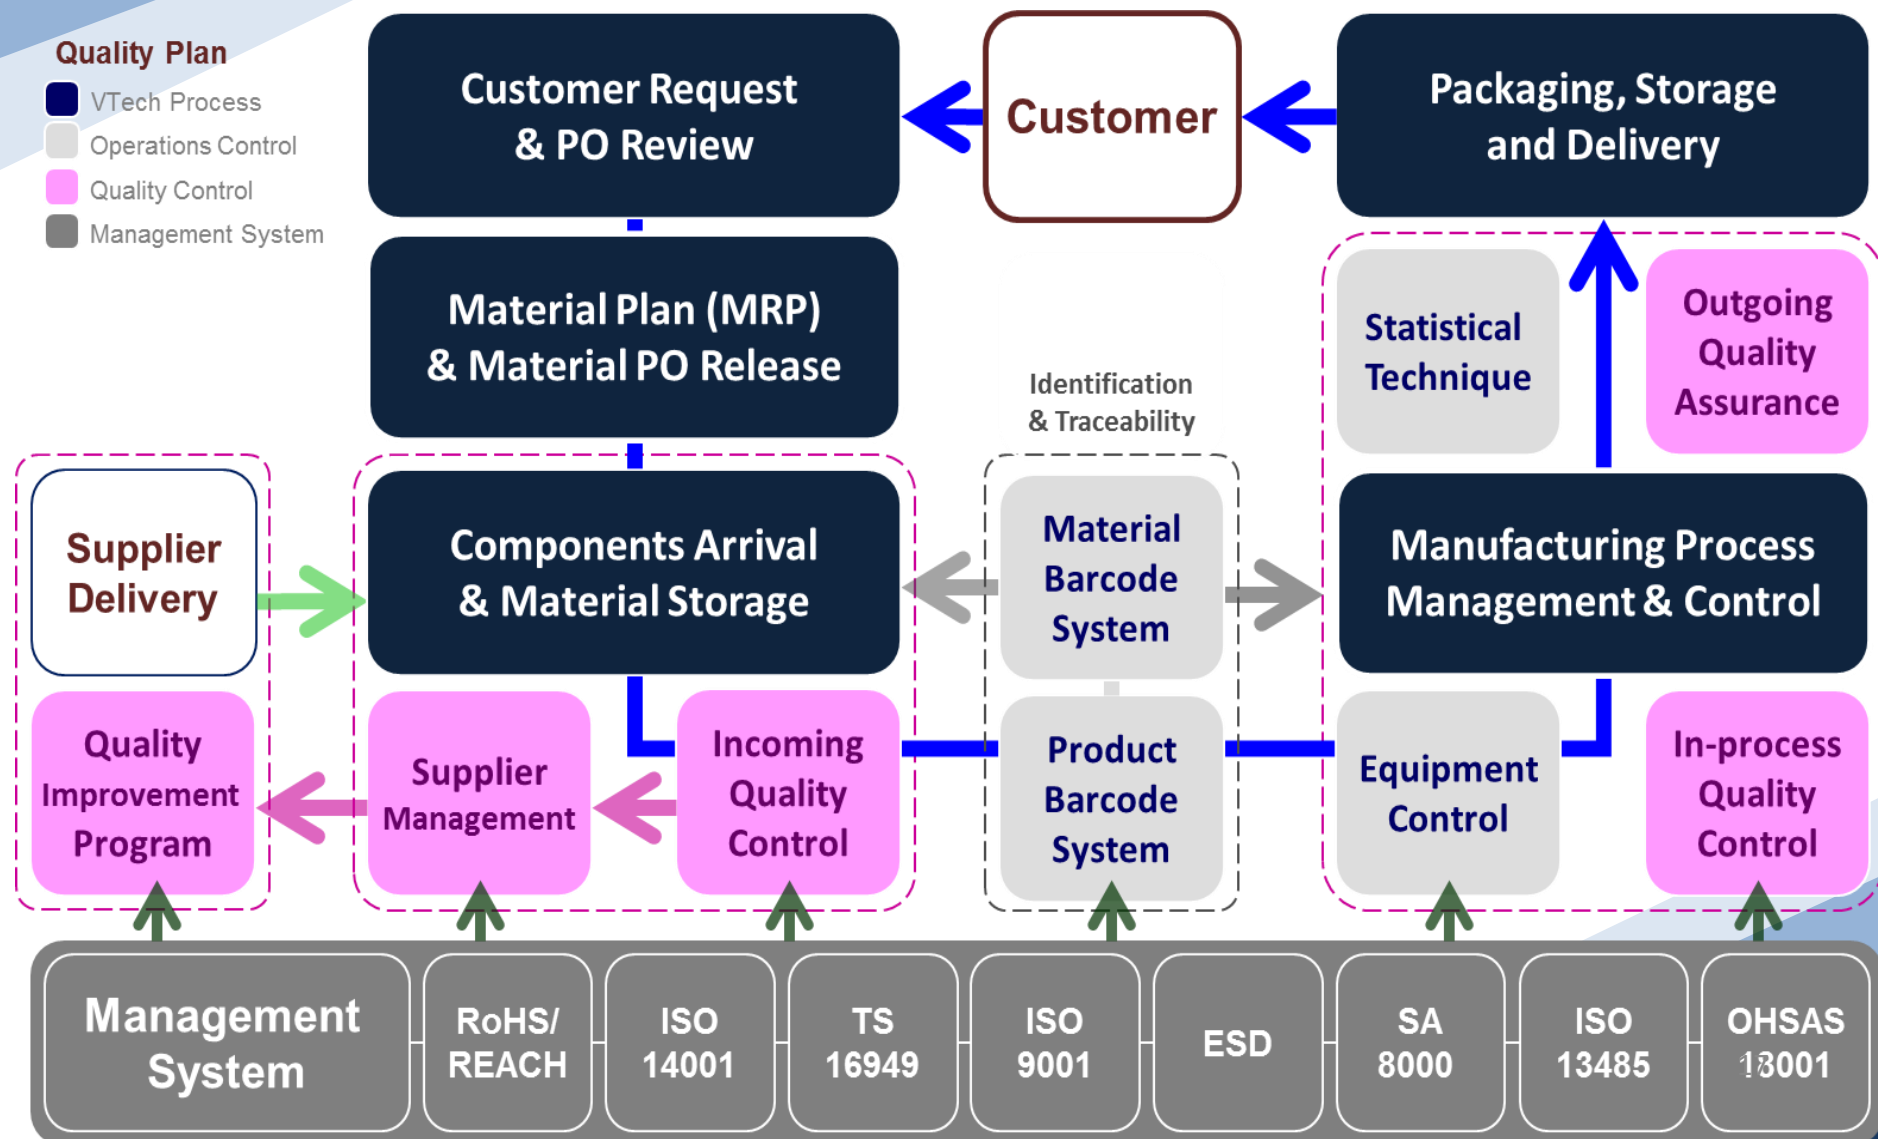 Quality Plan
VTech Process
Operations Control
Quality Control
Management System
Customer Request
& PO Review
Customer
Packaging, Storage
and Delivery
Material Plan (MRP)
& Material PO Release
Identification
& Traceability
Statistical
Technique
Outgoing
Quality
Assurance
Supplier
Delivery
Components Arrival
& Material Storage
Material
Barcode
System
Manufacturing Process
Management & Control
Quality
Improvement
Program
Supplier
Management
Incoming
Quality
Control
Product
Barcode
System
Equipment
Control
In-process
Quality
Control
Management
System
RoHS/
REACH
ISO
14001
TS
16949
ISO
9001
ESD
SA
8000
ISO
13485
OHSAS
18001